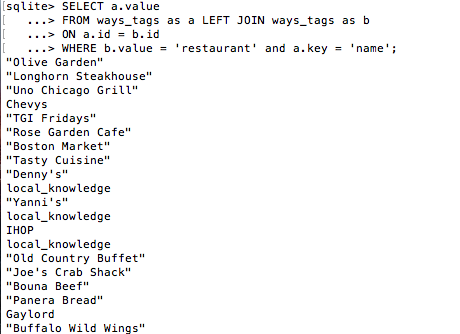 [sqlite> SELECT a.value
[   ...> FROM ways_tags as a LEFT JOIN ways_tags as b
[   ...> ON a.id = b.id
[   ...> WHERE b.value = 'restaurant' and a.key = 'name';
"Olive Garden"
"Longhorn Steakhouse"
"Uno Chicago Grill"
Chevys
"TGI Fridays"
"Rose Garden Cafe"
"Boston Market"
"Tasty Cuisine"
"Denny's"
local_knowledge
"Yanni's"
local_knowledge
IHOP
local_knowledge
"Old Country Buffet"
"Joe's Crab Shack"
"Bouna Beef"
"Panera Bread"
Gaylord
"Buffalo Wild Wings"